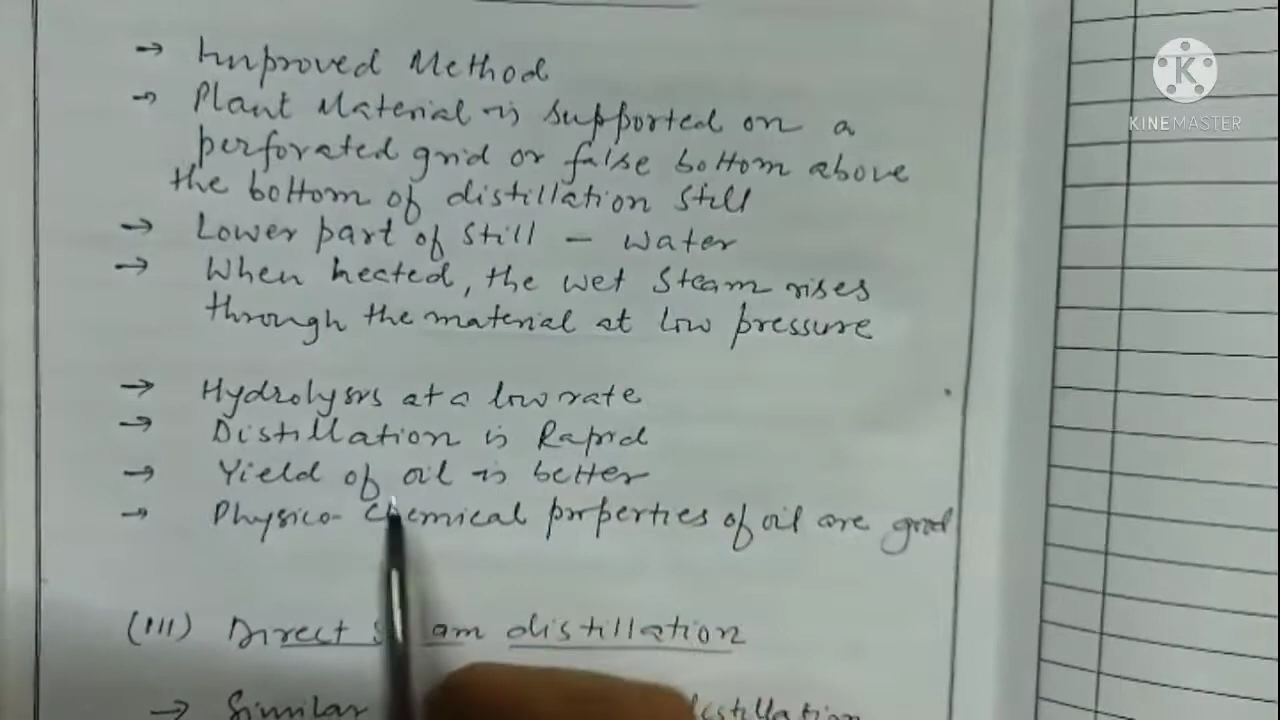 → Improved Method
→ Plant Material is supported on a
perforated grid or false bottom above
the bottom of distillation still
→ Lower part of still – water
→ When heated, the wet steam rises
through the material at low pressure
→ Hydrolysis at a low rate
→ Distillation is Rapid
→ Yield of oil is better
→ Physico-chemical properties of oil are good
(III) Direct s am distillation
→ Similar distillation
K
KINEMASTER